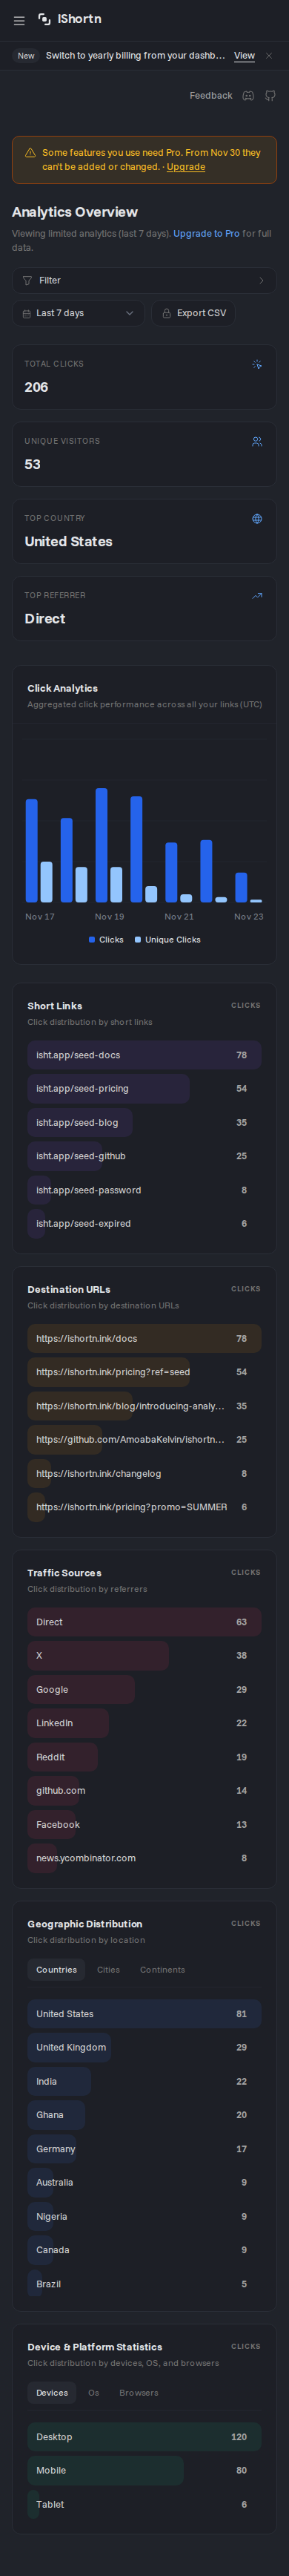 IShortn
New
Switch to yearly billing from your dashb...
View
Feedback
Some features you use need Pro. From Nov 30 they
can't be added or changed. · Upgrade
Analytics Overview
Viewing limited analytics (last 7 days). Upgrade to Pro for full
data.
Filter
Last 7 days
Export CSV
TOTAL CLICKS
206
UNIQUE VISITORS
53
TOP COUNTRY
United States
TOP REFERRER
Direct
Click Analytics
Aggregated click performance across all your links (UTC)
Nov 17 Nov 19 Nov 21 Nov 23
Clicks Unique Clicks
Short Links CLICKS
Click distribution by short links
isht.app/seed-docs 78
isht.app/seed-pricing 54
isht.app/seed-blog 35
isht.app/seed-github 25
isht.app/seed-password 8
isht.app/seed-expired 6
Destination URLs CLICKS
Click distribution by destination URLs
https://ishortn.ink/docs 78
https://ishortn.ink/pricing?ref=seed 54
https://ishortn.ink/blog/introducing-analy... 35
https://github.com/AmoabaKelvin/ishortn... 25
https://ishortn.ink/changelog 8
https://ishortn.ink/pricing?promo=SUMMER 6
Traffic Sources CLICKS
Click distribution by referrers
Direct 63
X 38
Google 29
LinkedIn 22
Reddit 19
github.com 14
Facebook 13
news.ycombinator.com 8
Geographic Distribution CLICKS
Click distribution by location
Countries Cities Continents
United States 81
United Kingdom 29
India 22
Ghana 20
Germany 17
Australia 9
Nigeria 9
Canada 9
Brazil 5
Device & Platform Statistics CLICKS
Click distribution by devices, OS, and browsers
Devices Os Browsers
Desktop 120
Mobile 80
Tablet 6